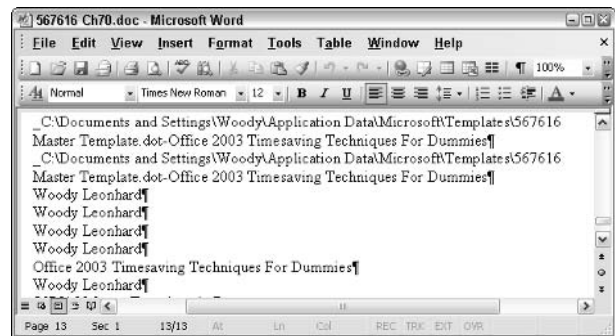 567616 Ch70.doc - Microsoft Word
File Edit View Insert Format Tools Table Window Help
100%
Normal Times New Roman 12 B I U A
_C:\Documents and Settings\Woody\Application Data\Microsoft\Templates\567616
Master Template.dot-Office 2003 Timesaving Techniques For Dummies¶
_C:\Documents and Settings\Woody\Application Data\Microsoft\Templates\567616
Master Template.dot-Office 2003 Timesaving Techniques For Dummies¶
Woody Leonhard¶
Woody Leonhard¶
Woody Leonhard¶
Woody Leonhard¶
Office 2003 Timesaving Techniques For Dummies¶
Woody Leonhard¶
Page 13 Sec 1 13/13 At Ln Col REC TRK EXT OVR